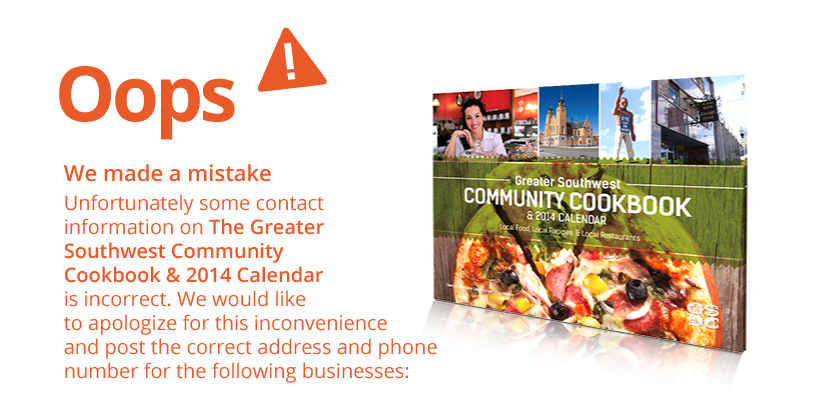 Oops
!
We made a mistake
Unfortunately some contact
information on The Greater
Southwest Community
Cookbook & 2014 Calendar
is incorrect. We would like
to apologize for this inconvenience
and post the correct address and phone
number for the following businesses:
Greater Southwest
COMMUNITY COOKBOOK
& 2014 CALENDAR
Local Food, Local Recipes & Local Restaurants
GS
DC